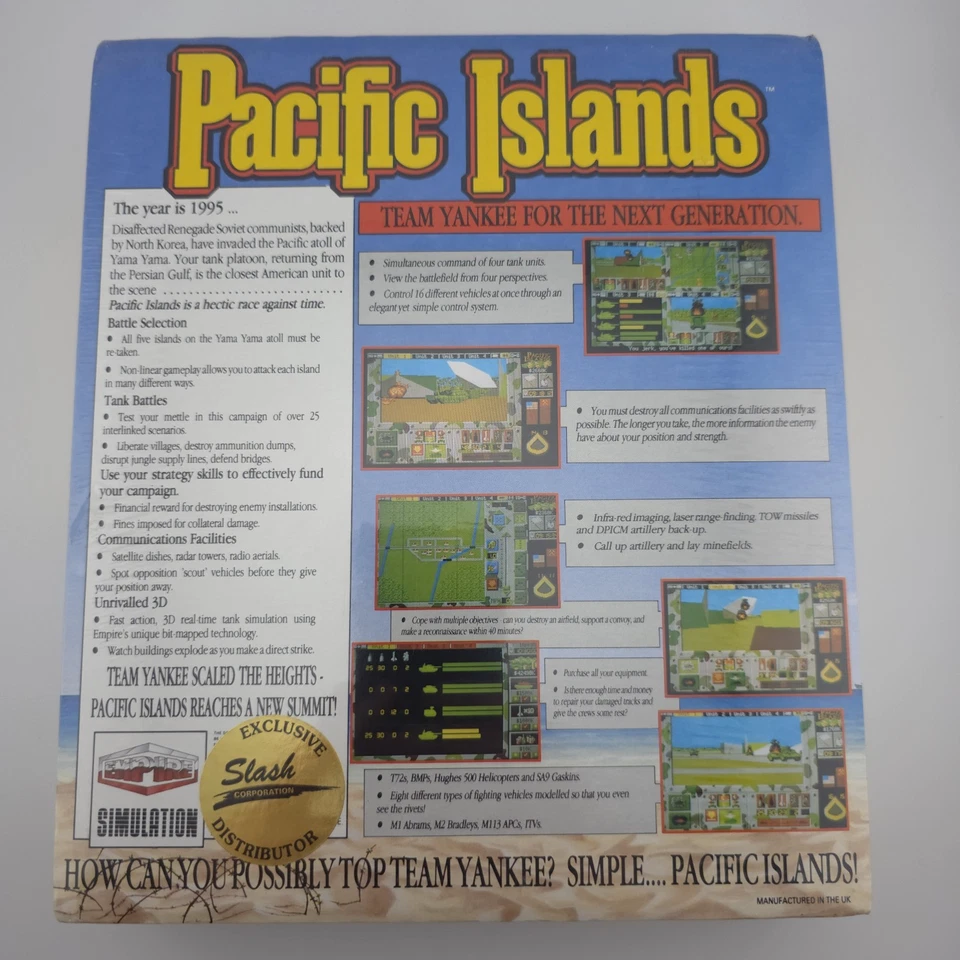 Pacific Islands
TM
The year is 1995 ...
Disaffected Renegade Soviet communists, backed
by North Korea, have invaded the Pacific atoll of
Yama Yama. Your tank platoon, returning from
the Persian Gulf, is the closest American unit to
the scene ..............................
Pacific Islands is a hectic race against time.
Battle Selection
• All five islands on the Yama Yama atoll must be
re-taken.
• Non-linear gameplay allows you to attack each island
in many different ways.
Tank Battles
• Test your mettle in this campaign of over 25
interlinked scenarios.
• Liberate villages, destroy ammunition dumps,
disrupt jungle supply lines, defend bridges.
Use your strategy skills to effectively fund
your campaign.
• Financial reward for destroying enemy installations.
• Fines imposed for collateral damage.
Communications Facilities
• Satellite dishes, radar towers, radio aerials.
• Spot opposition 'scout' vehicles before they give
your position away.
Unrivalled 3D
• Fast action, 3D real-time tank simulation using
Empire's unique bit-mapped technology.
• Watch buildings explode as you make a direct strike.
TEAM YANKEE SCALED THE HEIGHTS -
PACIFIC ISLANDS REACHES A NEW SUMMIT!
EMPIRE
SIMULATION
EXCLUSIVE
Slash
CORPORATION
DISTRIBUTOR
TEAM YANKEE FOR THE NEXT GENERATION.
• Simultaneous command of four tank units.
• View the battlefield from four perspectives.
• Control 16 different vehicles at once through an
elegant yet simple control system.
You jerk, you've killed one of ours!
• You must destroy all communications facilities as swiftly as
possible. The longer you take, the more information the enemy
have about your position and strength.
• Infra-red imaging, laser range-finding, TOW missiles
and DPICM artillery back-up.
• Call up artillery and lay minefields.
• Cope with multiple objectives - can you destroy an airfield, support a convoy, and
make a reconnaissance within 40 minutes?
• Purchase all your equipment.
• Is there enough time and money
to repair your damaged tracks and
give the crews some rest?
• T72s, BMPs, Hughes 500 Helicopters and SA9 Gaskins.
• Eight different types of fighting vehicles modelled so that you even
see the rivets!
• M1 Abrams, M2 Bradleys, M113 APCs, ITVs.
HOW CAN YOU POSSIBLY TOP TEAM YANKEE? SIMPLE.... PACIFIC ISLANDS!
MANUFACTURED IN THE UK